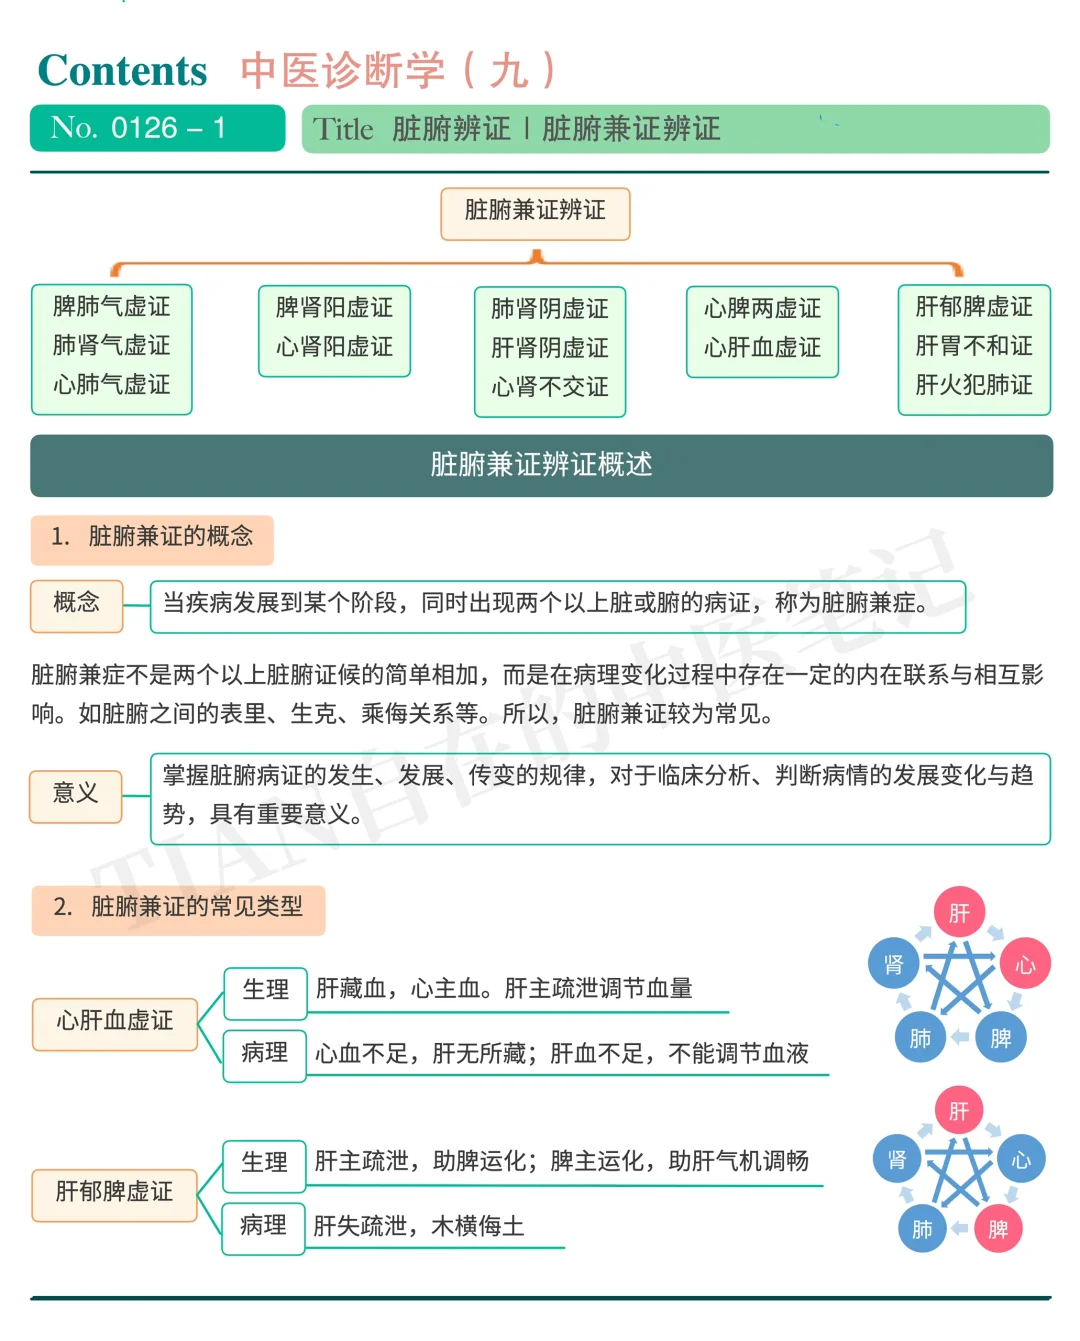 Contents 中医诊断学（九）
No. 0126 – 1
Title 脏腑辨证 | 脏腑兼证辨证
脏腑兼证辨证
脾肺气虚证
肺肾气虚证
心肺气虚证
脾肾阳虚证
心肾阳虚证
肺肾阴虚证
肝肾阴虚证
心肾不交证
心脾两虚证
心肝血虚证
肝郁脾虚证
肝胃不和证
肝火犯肺证
脏腑兼证辨证概述
1. 脏腑兼证的概念
概念
当疾病发展到某个阶段，同时出现两个以上脏或腑的病证，称为脏腑兼症。
脏腑兼症不是两个以上脏腑证候的简单相加，而是在病理变化过程中存在一定的内在联系与相互影
响。如脏腑之间的表里、生克、乘侮关系等。所以，脏腑兼证较为常见。
意义
掌握脏腑病证的发生、发展、传变的规律，对于临床分析、判断病情的发展变化与趋
势，具有重要意义。
TIAN自在的中医笔记
2. 脏腑兼证的常见类型
心肝血虚证
生理
肝藏血，心主血。肝主疏泄调节血量
病理
心血不足，肝无所藏；肝血不足，不能调节血液
肝
心
脾
肺
肾
肝郁脾虚证
生理
肝主疏泄，助脾运化；脾主运化，助肝气机调畅
病理
肝失疏泄，木横侮土
肝
心
脾
肺
肾